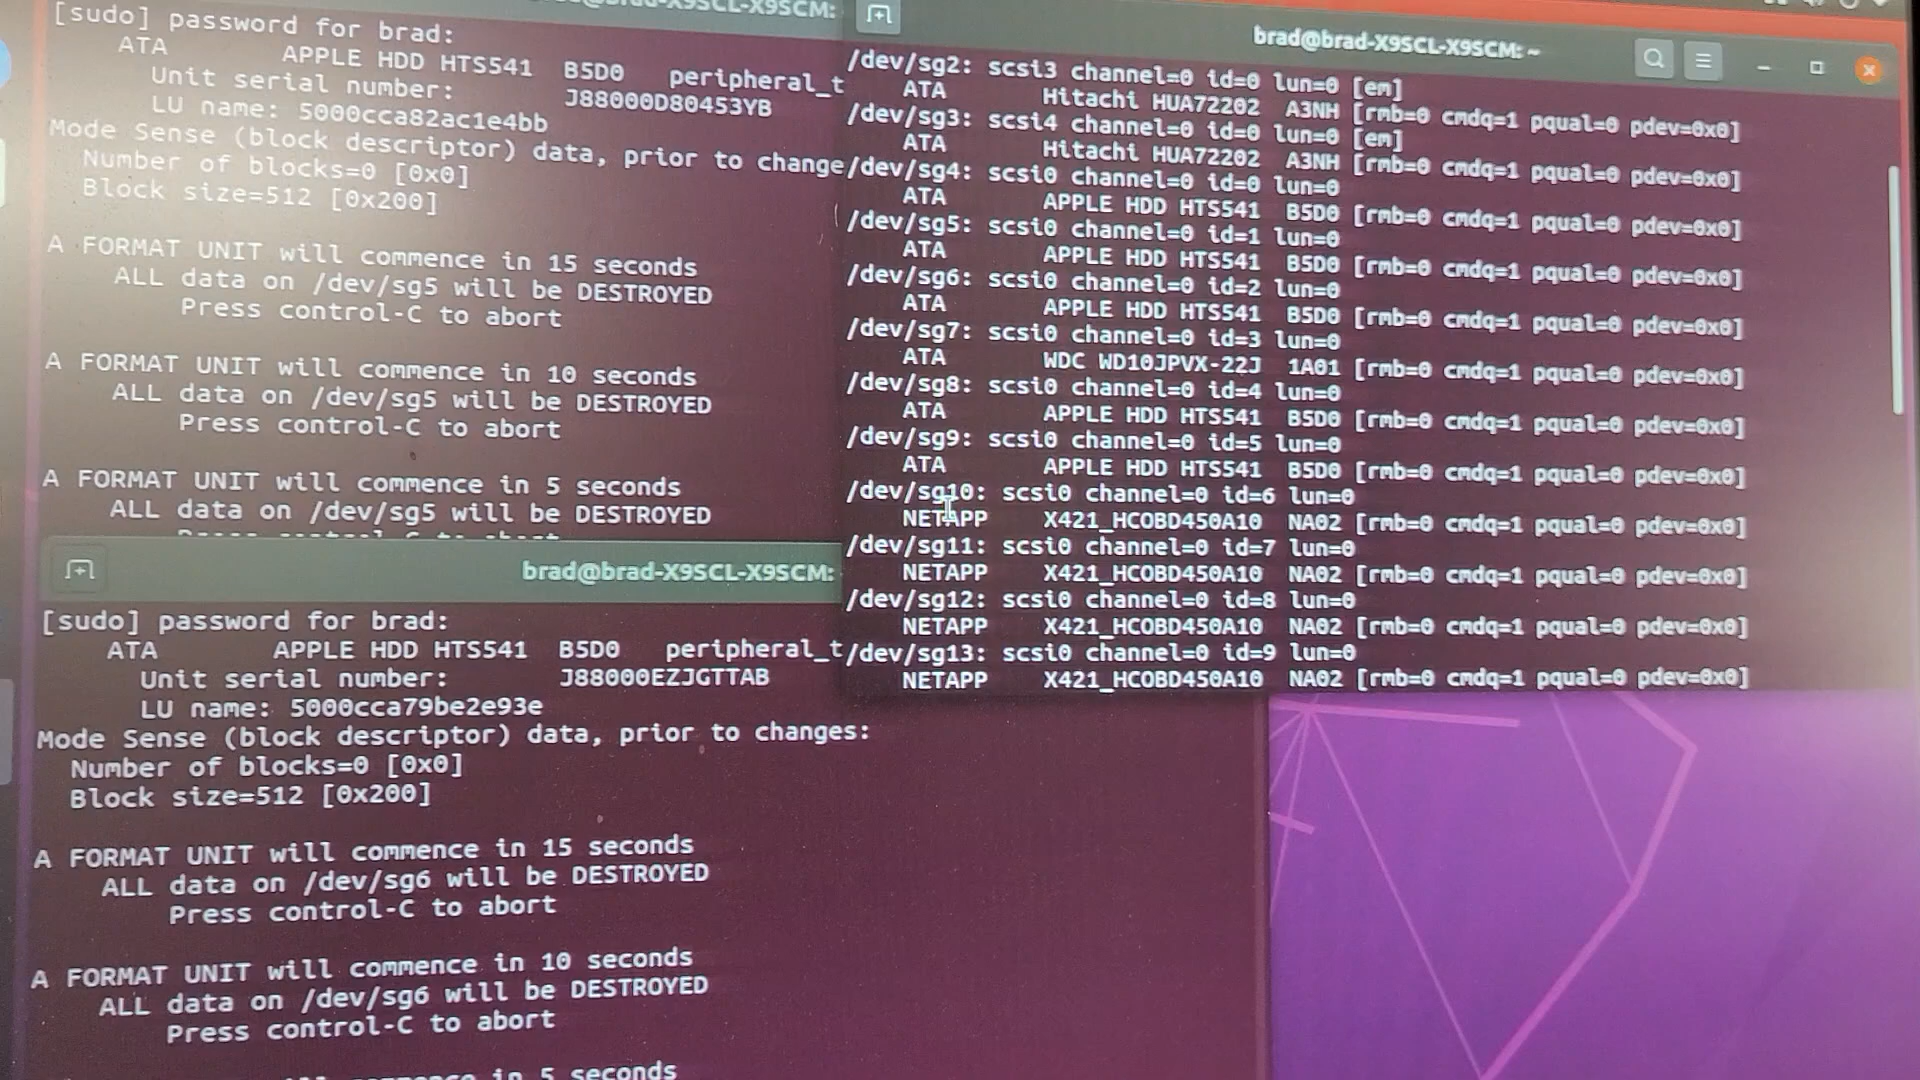 [sudo] password for brad:
ATA APPLE HDD HTS541 B5D0 peripheral_t
Unit serial number: J88000D80453YB
LU name: 5000cca82ac1e4bb
Mode Sense (block descriptor) data, prior to change
Number of blocks=0 [0x0]
Block size=512 [0x200]
A FORMAT UNIT will commence in 15 seconds
ALL data on /dev/sg5 will be DESTROYED
Press control-C to abort
A FORMAT UNIT will commence in 10 seconds
ALL data on /dev/sg5 will be DESTROYED
Press control-C to abort
A FORMAT UNIT will commence in 5 seconds
ALL data on /dev/sg5 will be DESTROYED
brad@brad-X9SCL-X9SCM:
[sudo] password for brad:
ATA APPLE HDD HTS541 B5D0 peripheral_t
Unit serial number: J88000EZJGTTAB
LU name: 5000cca79be2e93e
Mode Sense (block descriptor) data, prior to changes:
Number of blocks=0 [0x0]
Block size=512 [0x200]
A FORMAT UNIT will commence in 15 seconds
ALL data on /dev/sg6 will be DESTROYED
Press control-C to abort
A FORMAT UNIT will commence in 10 seconds
ALL data on /dev/sg6 will be DESTROYED
Press control-C to abort
in 5 seconds
brad@brad-X9SCL-X9SCM: ~
/dev/sg2: scsi3 channel=0 id=0 lun=0 [em]
ATA Hitachi HUA72202 A3NH [rmb=0 cmdq=1 pqual=0 pdev=0x0]
/dev/sg3: scsi4 channel=0 id=0 lun=0 [em]
ATA Hitachi HUA72202 A3NH [rmb=0 cmdq=1 pqual=0 pdev=0x0]
/dev/sg4: scsi0 channel=0 id=0 lun=0
ATA APPLE HDD HTS541 B5D0 [rmb=0 cmdq=1 pqual=0 pdev=0x0]
/dev/sg5: scsi0 channel=0 id=1 lun=0
ATA APPLE HDD HTS541 B5D0 [rmb=0 cmdq=1 pqual=0 pdev=0x0]
/dev/sg6: scsi0 channel=0 id=2 lun=0
ATA APPLE HDD HTS541 B5D0 [rmb=0 cmdq=1 pqual=0 pdev=0x0]
/dev/sg7: scsi0 channel=0 id=3 lun=0
ATA WDC WD10JPVX-22J 1A01 [rmb=0 cmdq=1 pqual=0 pdev=0x0]
/dev/sg8: scsi0 channel=0 id=4 lun=0
ATA APPLE HDD HTS541 B5D0 [rmb=0 cmdq=1 pqual=0 pdev=0x0]
/dev/sg9: scsi0 channel=0 id=5 lun=0
ATA APPLE HDD HTS541 B5D0 [rmb=0 cmdq=1 pqual=0 pdev=0x0]
/dev/sg10: scsi0 channel=0 id=6 lun=0
NETAPP X421_HCOBD450A10 NA02 [rmb=0 cmdq=1 pqual=0 pdev=0x0]
/dev/sg11: scsi0 channel=0 id=7 lun=0
NETAPP X421_HCOBD450A10 NA02 [rmb=0 cmdq=1 pqual=0 pdev=0x0]
/dev/sg12: scsi0 channel=0 id=8 lun=0
NETAPP X421_HCOBD450A10 NA02 [rmb=0 cmdq=1 pqual=0 pdev=0x0]
/dev/sg13: scsi0 channel=0 id=9 lun=0
NETAPP X421_HCOBD450A10 NA02 [rmb=0 cmdq=1 pqual=0 pdev=0x0]